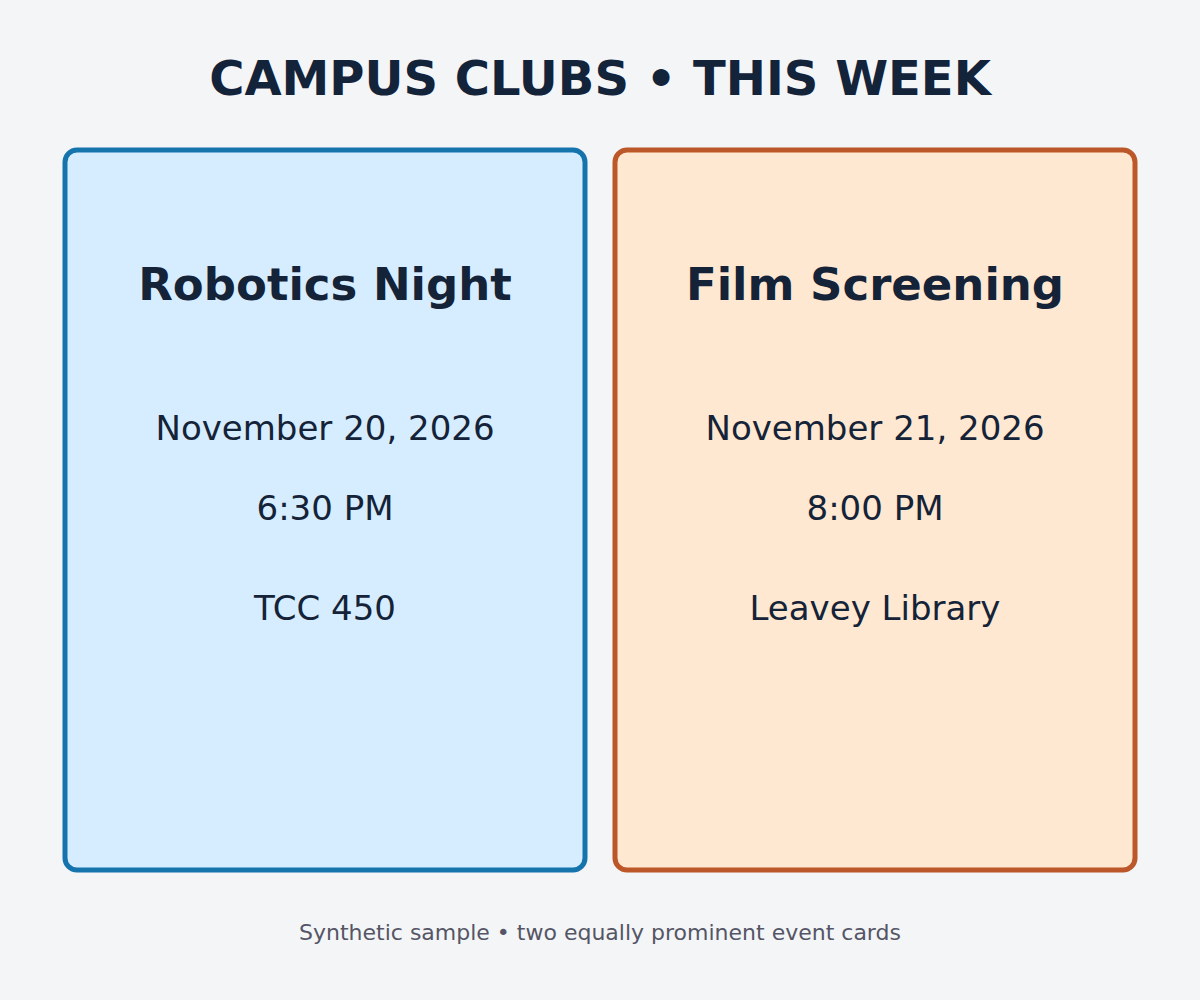 CAMPUS CLUBS • THIS WEEK
Robotics Night
November 20, 2026
6:30 PM
TCC 450
Film Screening
November 21, 2026
8:00 PM
Leavey Library
Synthetic sample • two equally prominent event cards